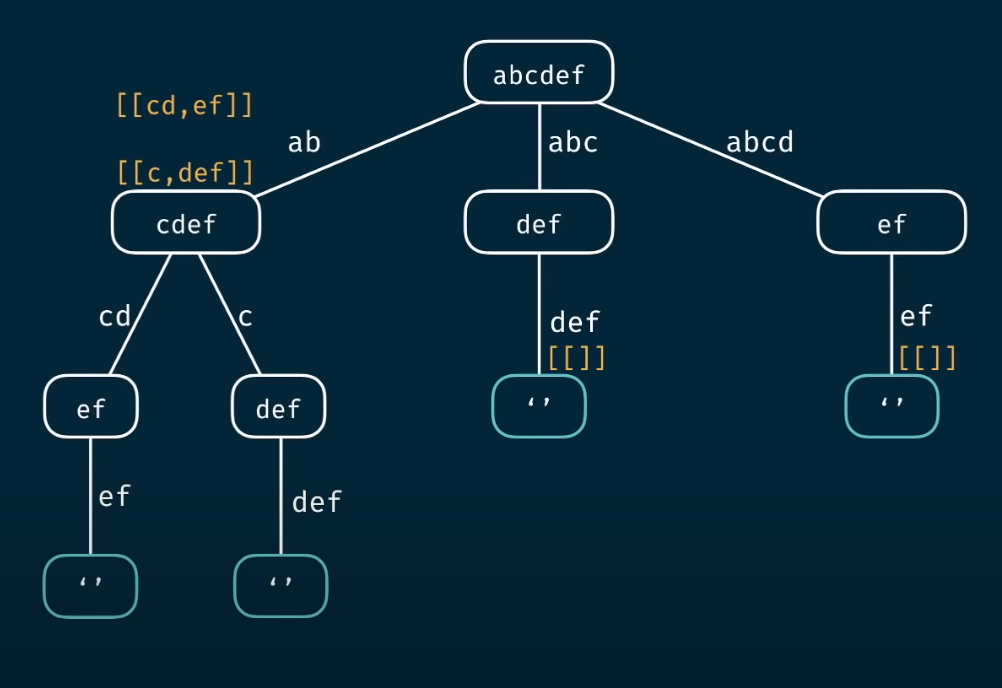 abcdef
[[cd,ef]]
ab
abc
abcd
[[c,def]]
cdef
def
ef
cd
c
def
ef
[[]]
[[]]
ef
def
‘’
‘’
ef
def
‘’
‘’